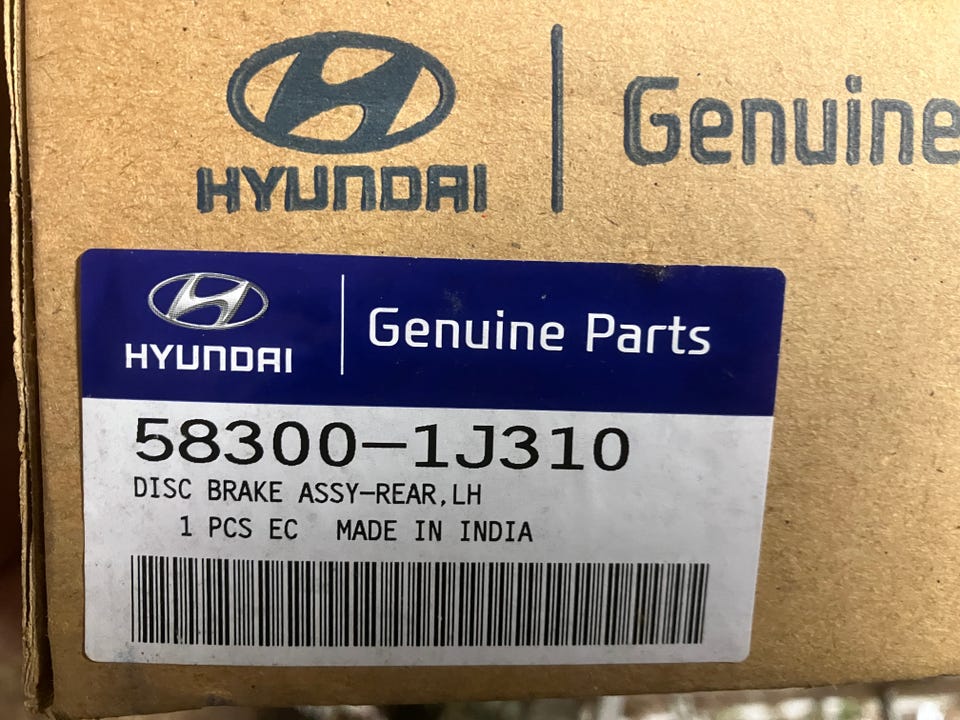 HYUNDAI
Genuine
HYUNDAI
Genuine Parts
58300-1J310
DISC BRAKE ASSY-REAR,LH
1 PCS EC MADE IN INDIA